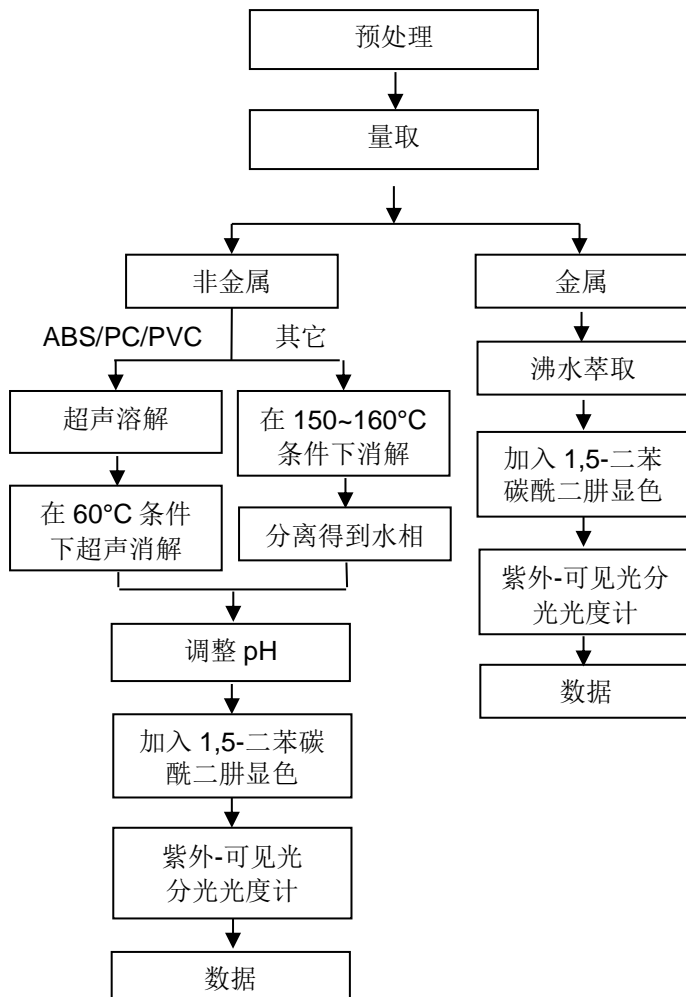 预处理
量取
非金属
金属
ABS/PC/PVC
其它
沸水萃取
超声溶解
在 150~160°C
条件下消解
加入 1,5-二苯
碳酰二肼显色
在 60°C 条件
下超声消解
分离得到水相
紫外-可见光分
光光度计
调整 pH
数据
加入 1,5-二苯碳
酰二肼显色
紫外-可见光
分光光度计
数据